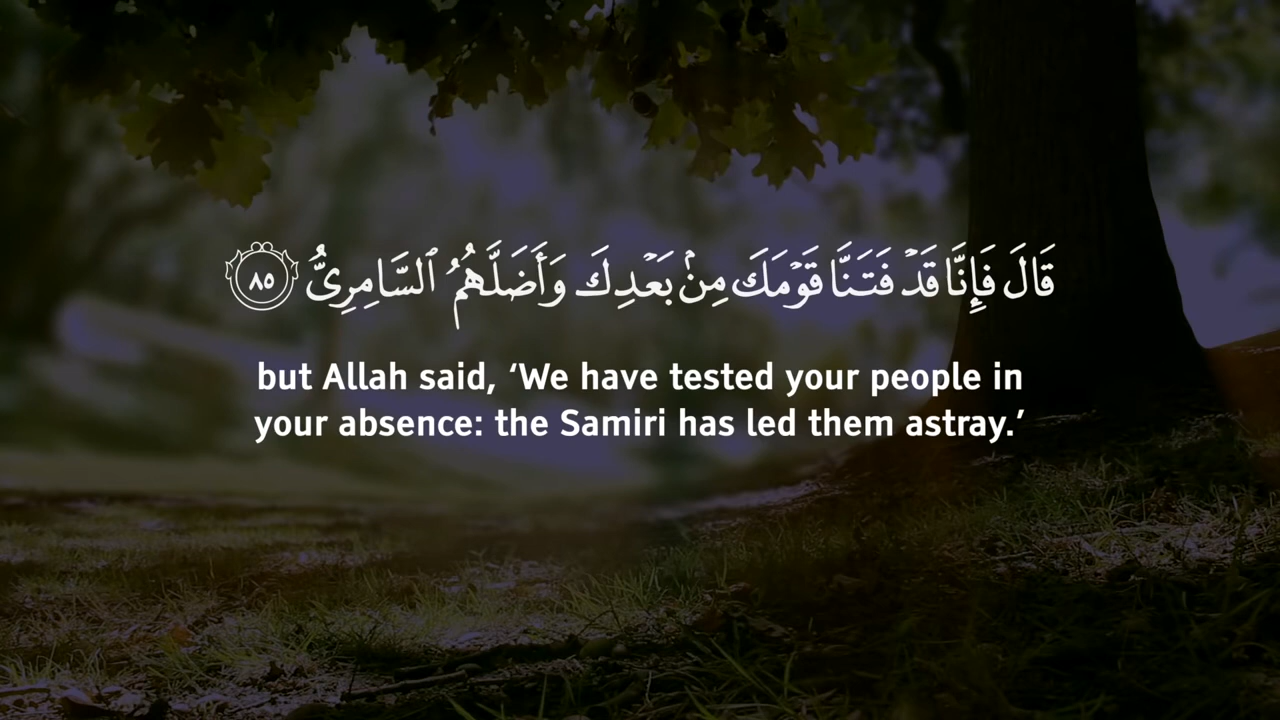 قَالَ فَإِنَّا قَدْ فَتَنَّا قَوْمَكَ مِنۢ بَعْدِكَ وَأَضَلَّهُمُ ٱلسَّامِرِىُّ ٨٥
but Allah said, ‘We have tested your people in
your absence: the Samiri has led them astray.’